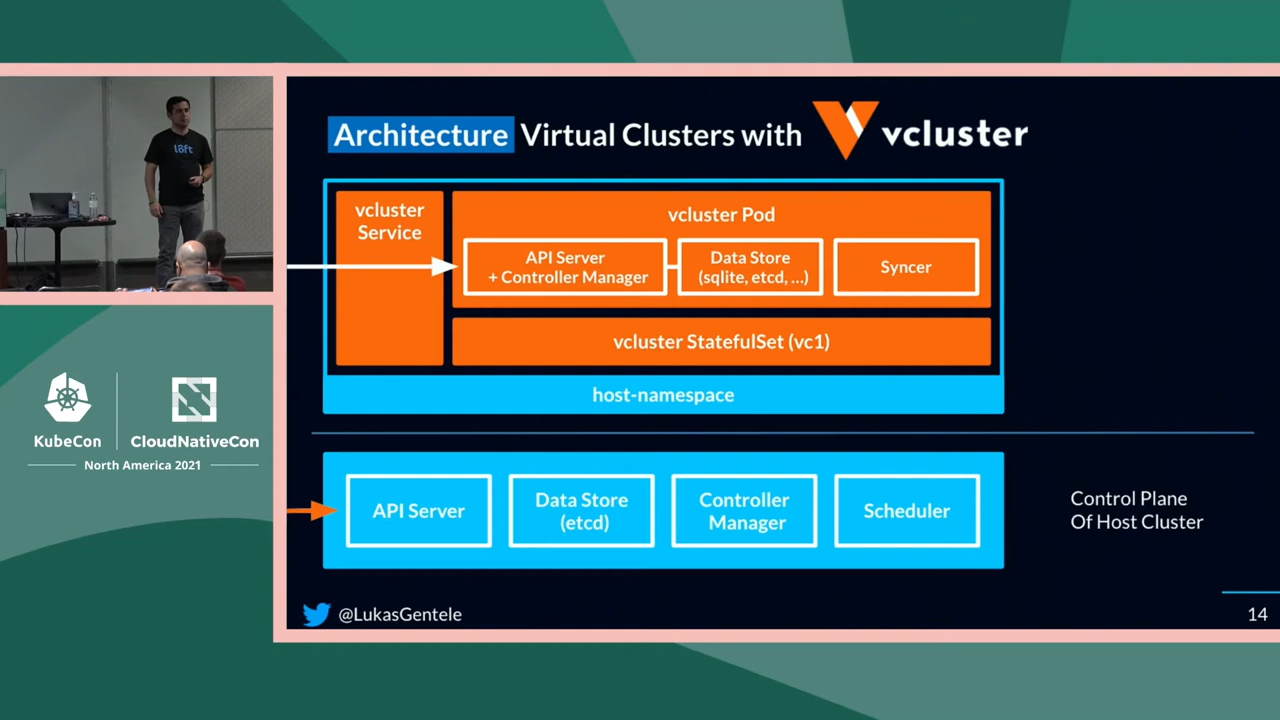 Architecture Virtual Clusters with vcluster
vcluster
Service
vcluster Pod
API Server
+ Controller Manager
Data Store
(sqlite, etcd, ...)
Syncer
vcluster StatefulSet (vc1)
host-namespace
API Server
Data Store
(etcd)
Controller
Manager
Scheduler
Control Plane
Of Host Cluster
@LukasGentele
14
loft
KubeCon
CloudNativeCon
North America 2021